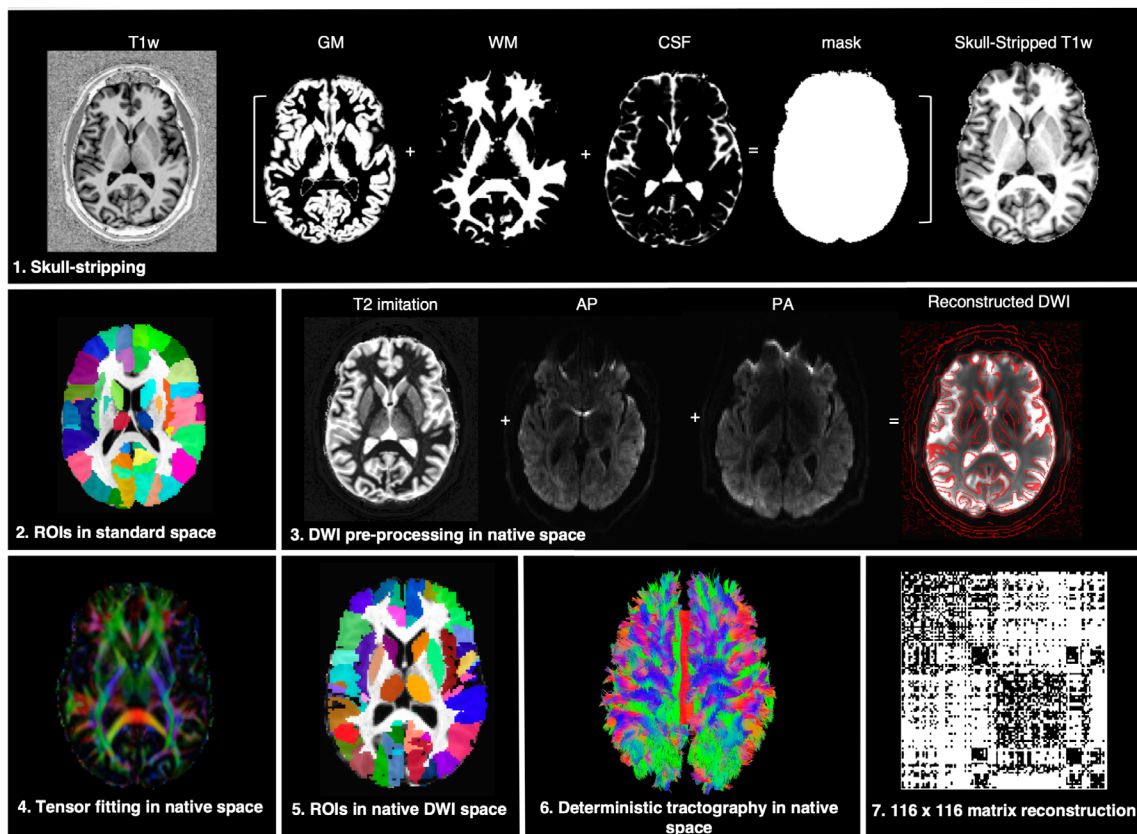 T1w GM WM CSF mask Skull-Stripped T1w
+ + =
1. Skull-stripping
T2 imitation AP PA Reconstructed DWI
+ + =
2. ROIs in standard space
3. DWI pre-processing in native space
4. Tensor fitting in native space
5. ROIs in native DWI space
6. Deterministic tractography in native
space
7. 116 x 116 matrix reconstruction